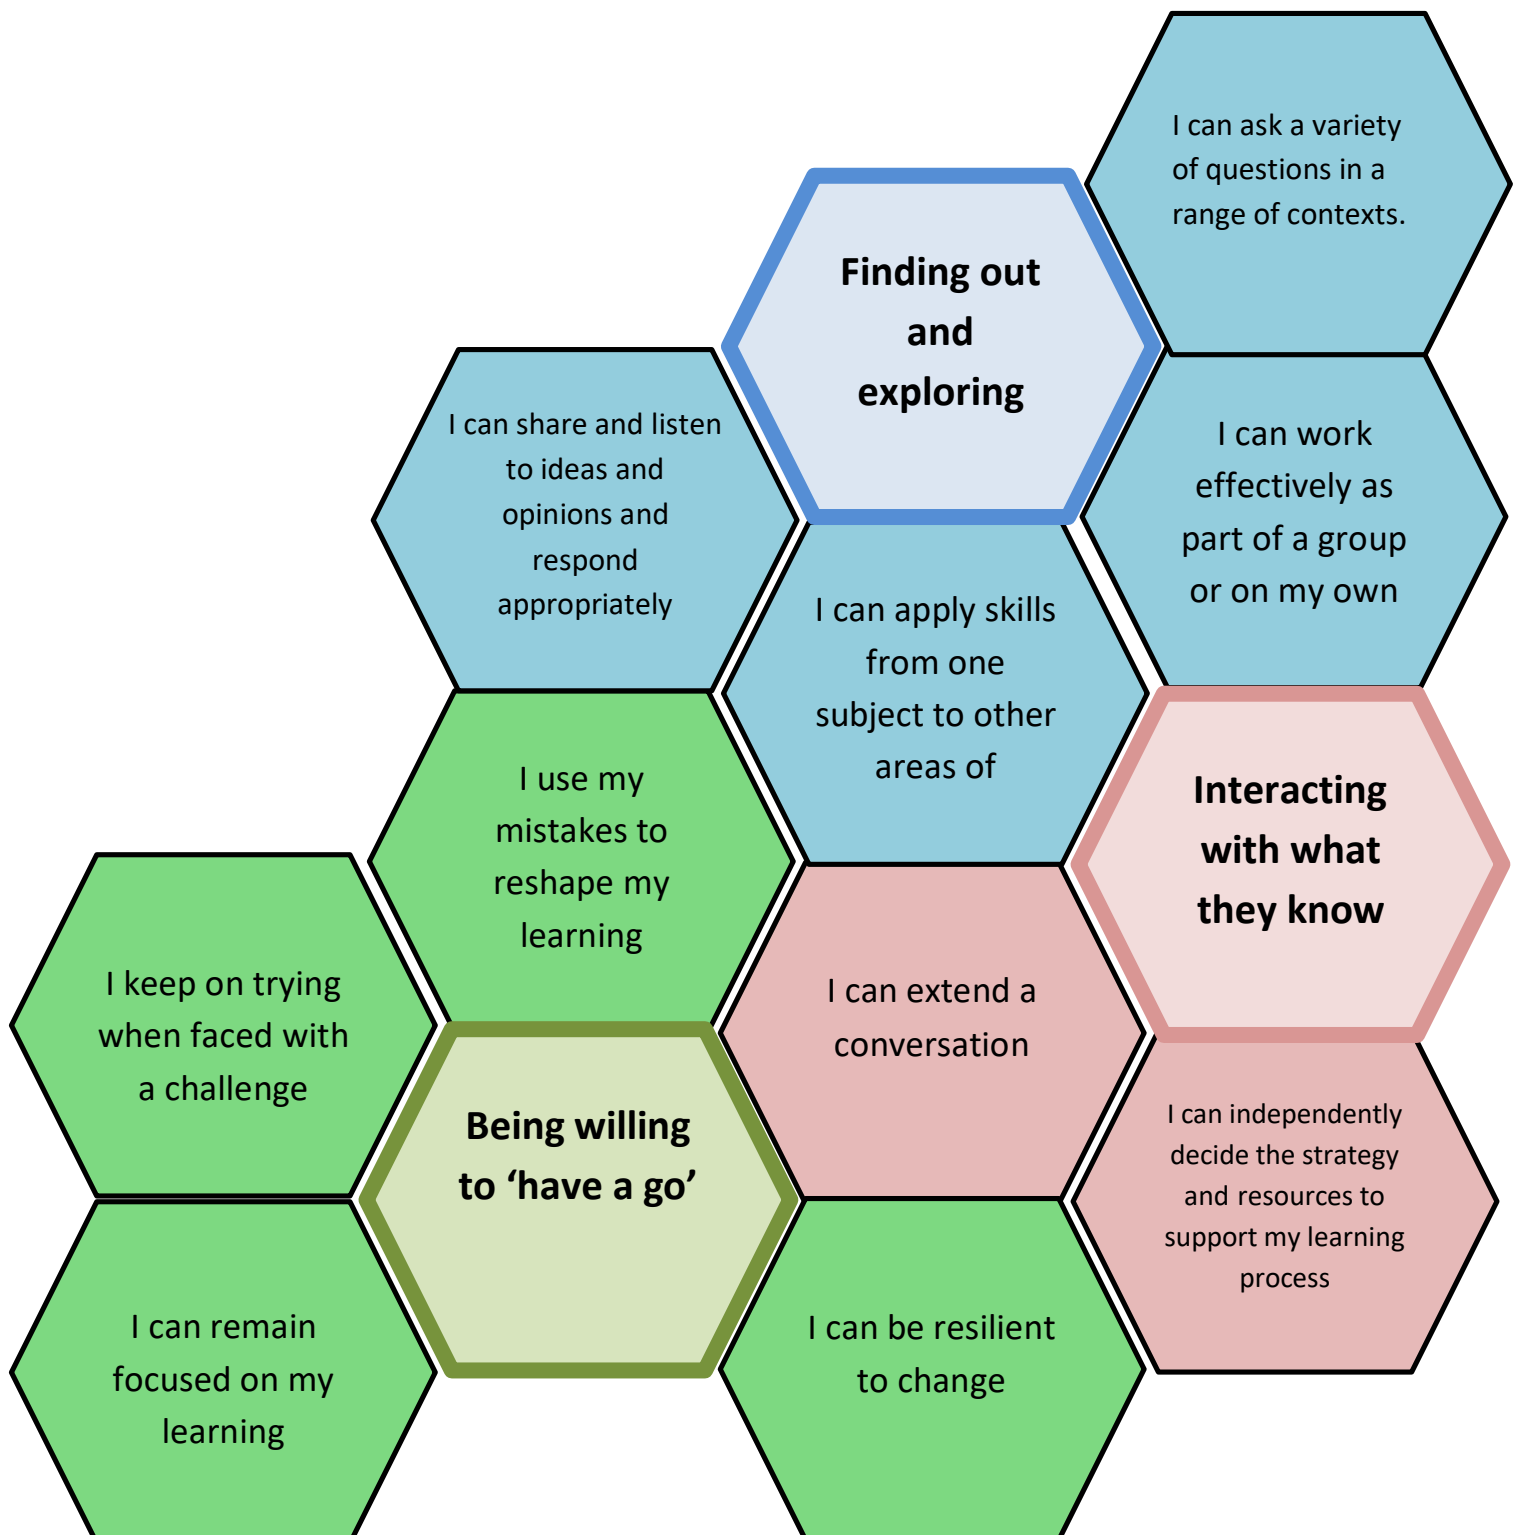 I can ask a variety
of questions in a
range of contexts.
Finding out
and
exploring
I can share and listen
to ideas and
opinions and
respond
appropriately
I can work
effectively as
part of a group
or on my own
I can apply skills
from one
subject to other
areas of
I use my
mistakes to
reshape my
learning
Interacting
with what
they know
I keep on trying
when faced with
a challenge
I can extend a
conversation
Being willing
to ‘have a go’
I can independently
decide the strategy
and resources to
support my learning
process
I can remain
focused on my
learning
I can be resilient
to change